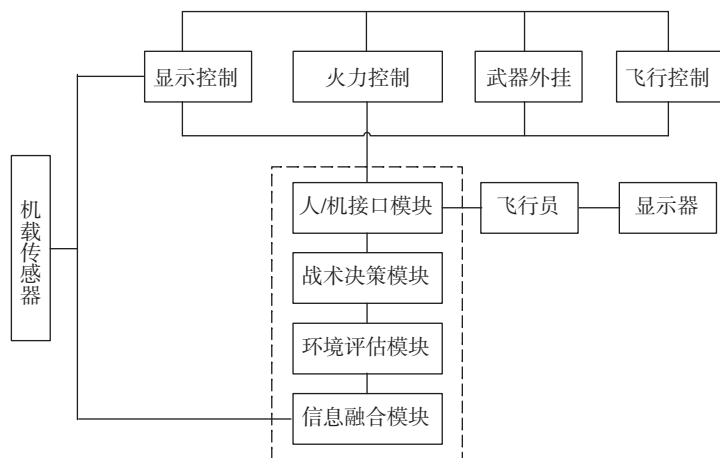 显示控制
火力控制
武器外挂
飞行控制
机载传感器
人/机接口模块
飞行员
显示器
战术决策模块
环境评估模块
信息融合模块